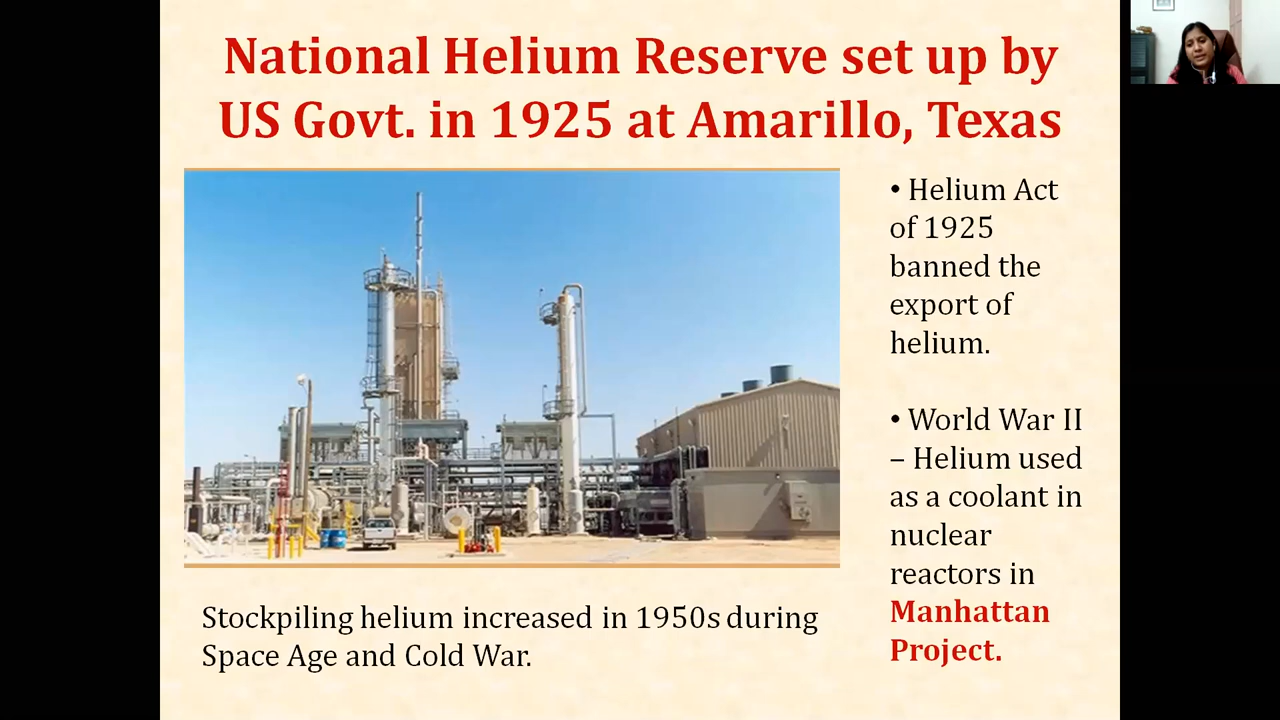 National Helium Reserve set up by
US Govt. in 1925 at Amarillo, Texas
• Helium Act
of 1925
banned the
export of
helium.
• World War II
– Helium used
as a coolant in
nuclear
reactors in
Manhattan
Project.
Stockpiling helium increased in 1950s during
Space Age and Cold War.